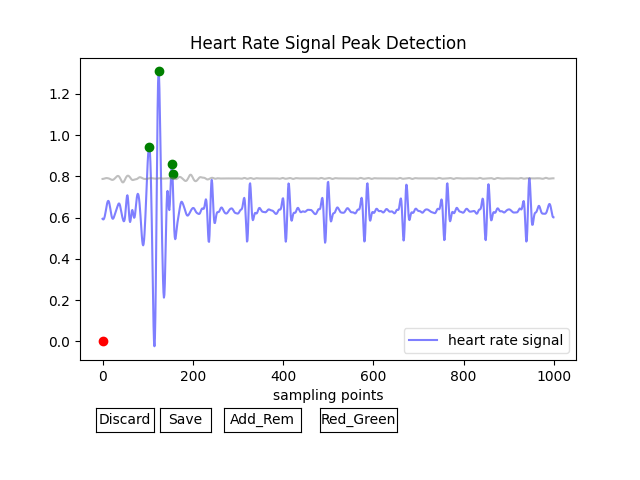 Heart Rate Signal Peak Detection
1.2
1.0
0.8
0.6
0.4
0.2
0.0
heart rate signal
0 200 400 600 800 1000
sampling points
Discard Save Add_Rem Red_Green